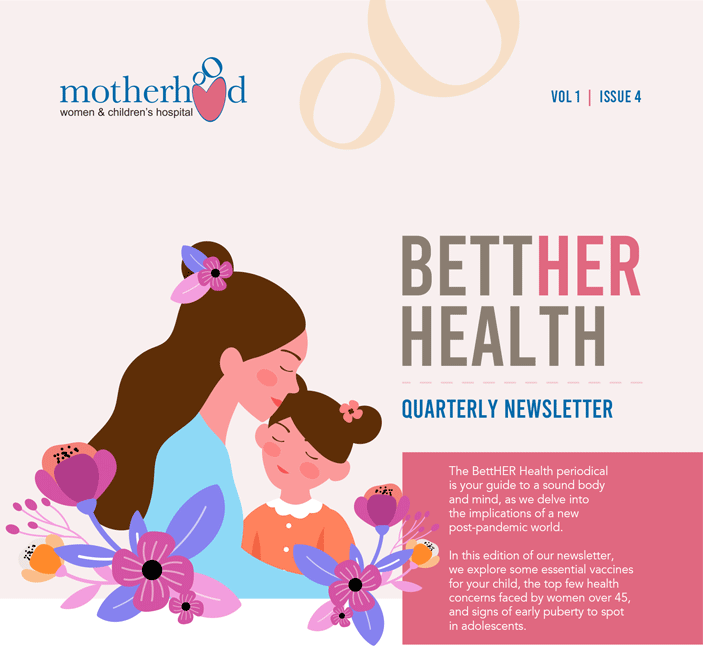 motherhood
women & children's hospital
VOL 1 | ISSUE 4
BETTHER
HEALTH
QUARTERLY NEWSLETTER
The BettHER Health periodical
is your guide to a sound body
and mind, as we delve into
the implications of a new
post-pandemic world.
In this edition of our newsletter,
we explore some essential vaccines
for your child, the top few health
concerns faced by women over 45,
and signs of early puberty to spot
in adolescents.